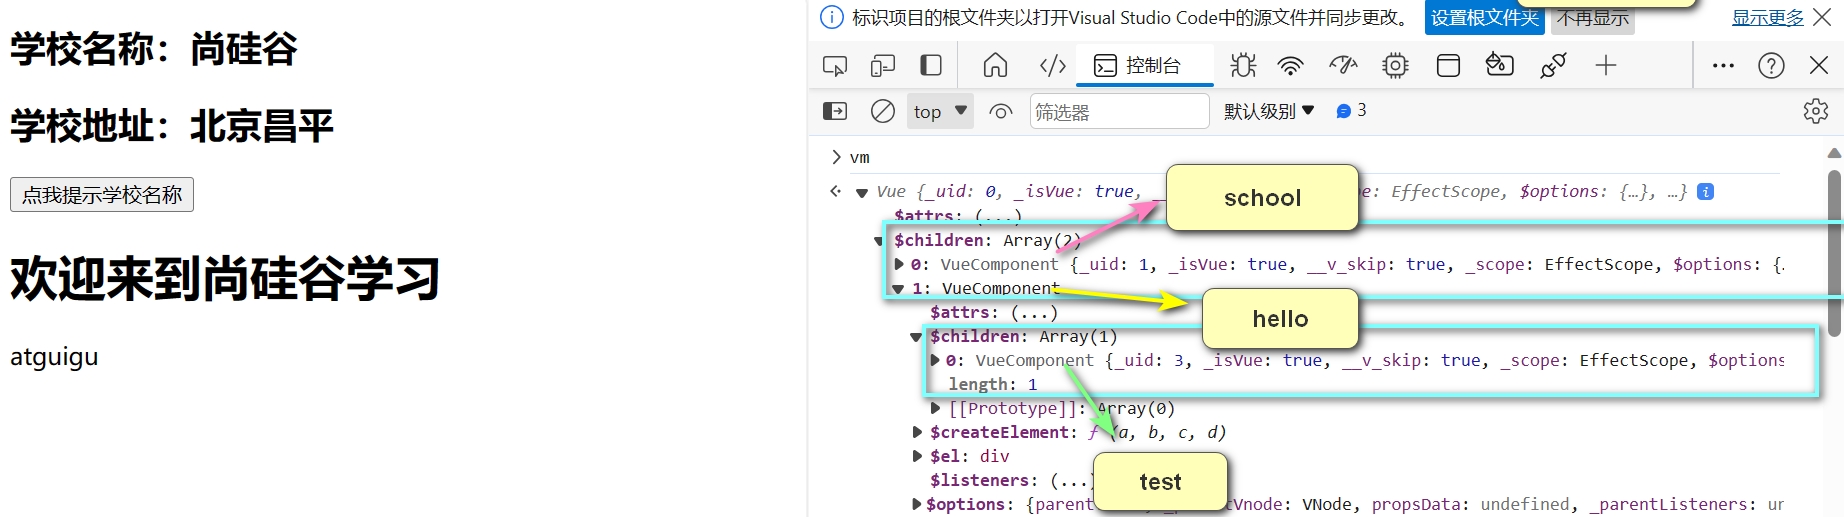 学校名称：尚硅谷
学校地址：北京昌平
点我提示学校名称
欢迎来到尚硅谷学习
atguigu
标识项目的根文件夹以打开Visual Studio Code中的源文件并同步更改。 设置根文件夹 不再显示 显示更多
控制台
top 筛选器 默认级别 3
vm
Vue {_uid: 0, _isVue: true, school : EffectScope, $options: {…}, …}
$attrs: (...)
$children: Array(2)
0: VueComponent {_uid: 1, _isVue: true, __v_skip: true, _scope: EffectScope, $options: {.
1: VueComponent
hello
$attrs: (...)
$children: Array(1)
0: VueComponent {_uid: 3, _isVue: true, __v_skip: true, _scope: EffectScope, $options
length: 1
[[Prototype]]: Array(0)
$createElement: ƒ (a, b, c, d)
$el: div
$listeners: (...)
test
$options: {parent Vnode: VNode, propsData: undefined, _parentListeners: un